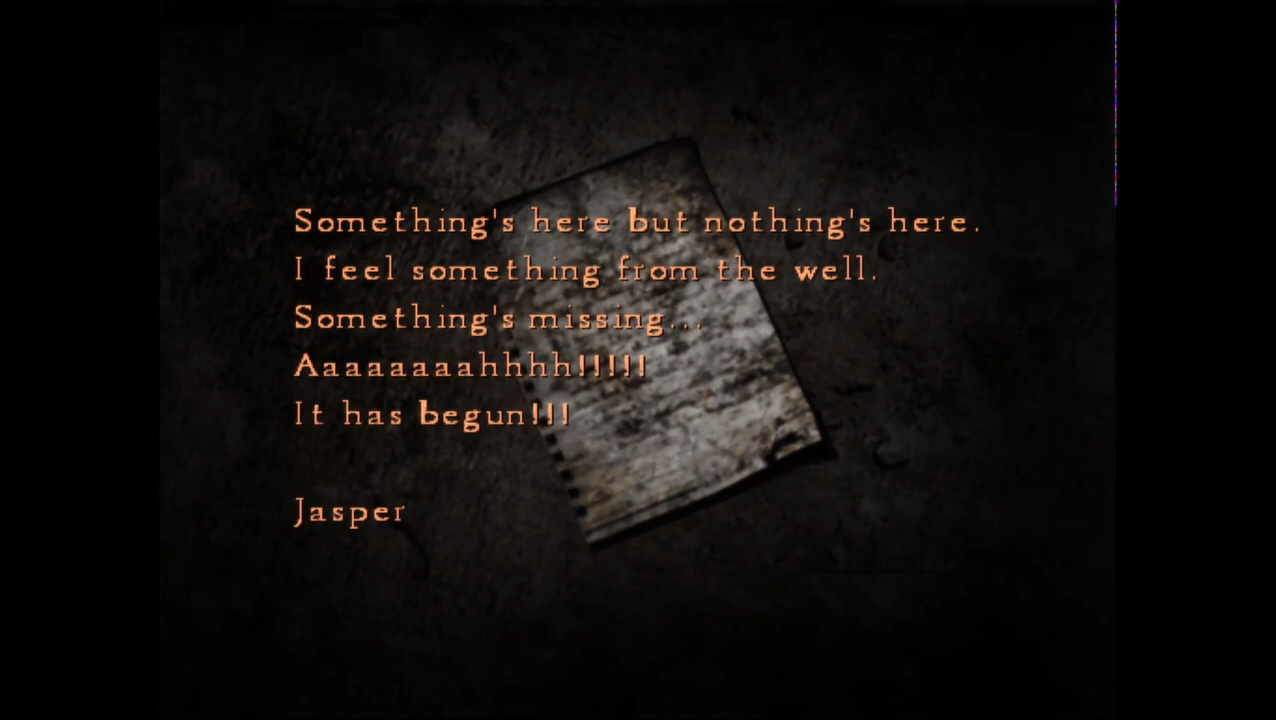 Something's here but nothing's here.
I feel something from the well.
Something's missing...
Aaaaaaaahhhh!!!!!
It has begun!!!
Jasper